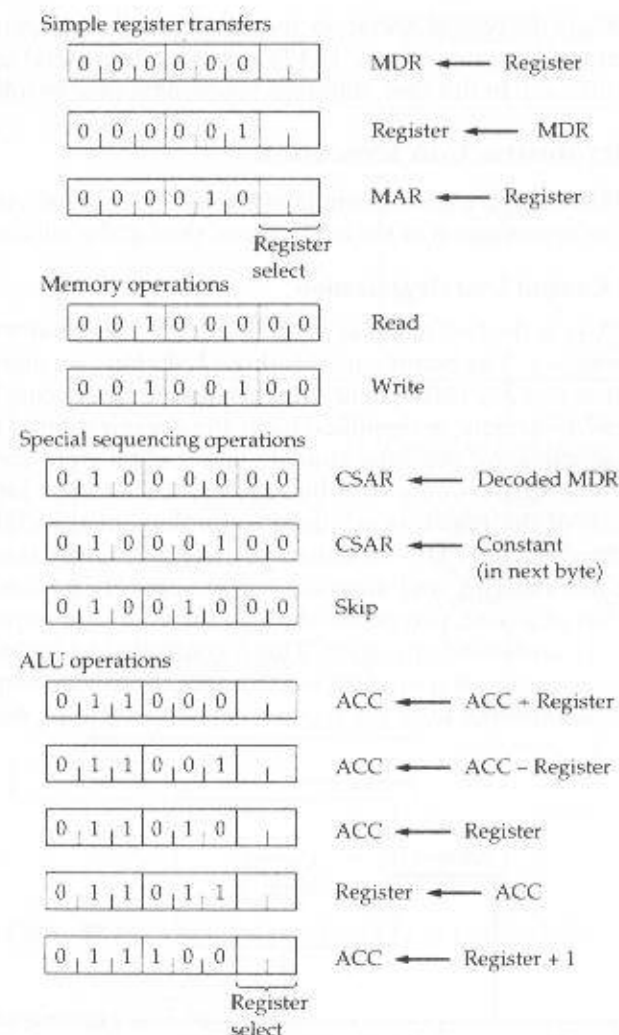 Simple register transfers
0 0 0 0 0 0 MDR ← Register
0 0 0 0 0 1 Register ← MDR
0 0 0 0 1 0 MAR ← Register
Register
select
Memory operations
0 0 1 0 0 0 0 0 Read
0 0 1 0 0 1 0 0 Write
Special sequencing operations
0 1 0 0 0 0 0 0 CSAR ← Decoded MDR
0 1 0 0 0 1 0 0 CSAR ← Constant
(in next byte)
0 1 0 0 1 0 0 0 Skip
ALU operations
0 1 1 0 0 0 ACC ← ACC + Register
0 1 1 0 0 1 ACC ← ACC – Register
0 1 1 0 1 0 ACC ← Register
0 1 1 0 1 1 Register ← ACC
0 1 1 1 0 0 ACC ← Register + 1
Register
select